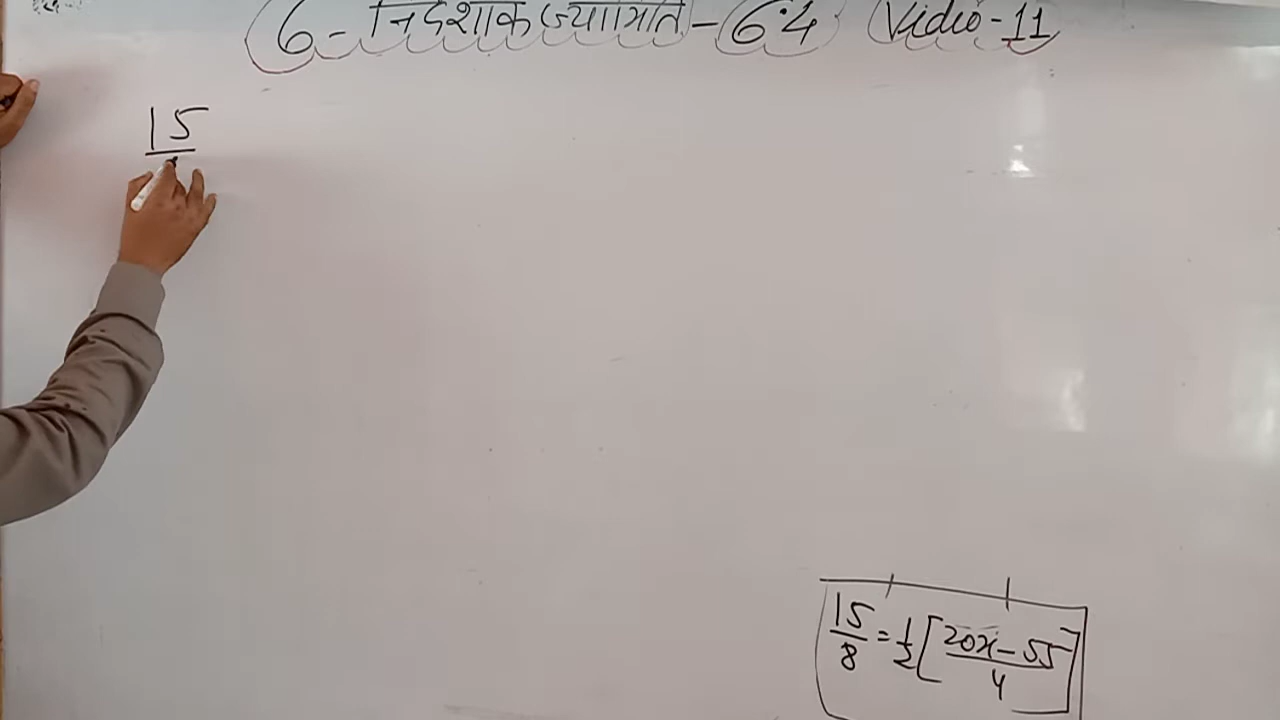 6- निर्देशांक ज्यामिति - 6.4 Vidio-11
15
15/8 = 1/2 [20x - 55/4]